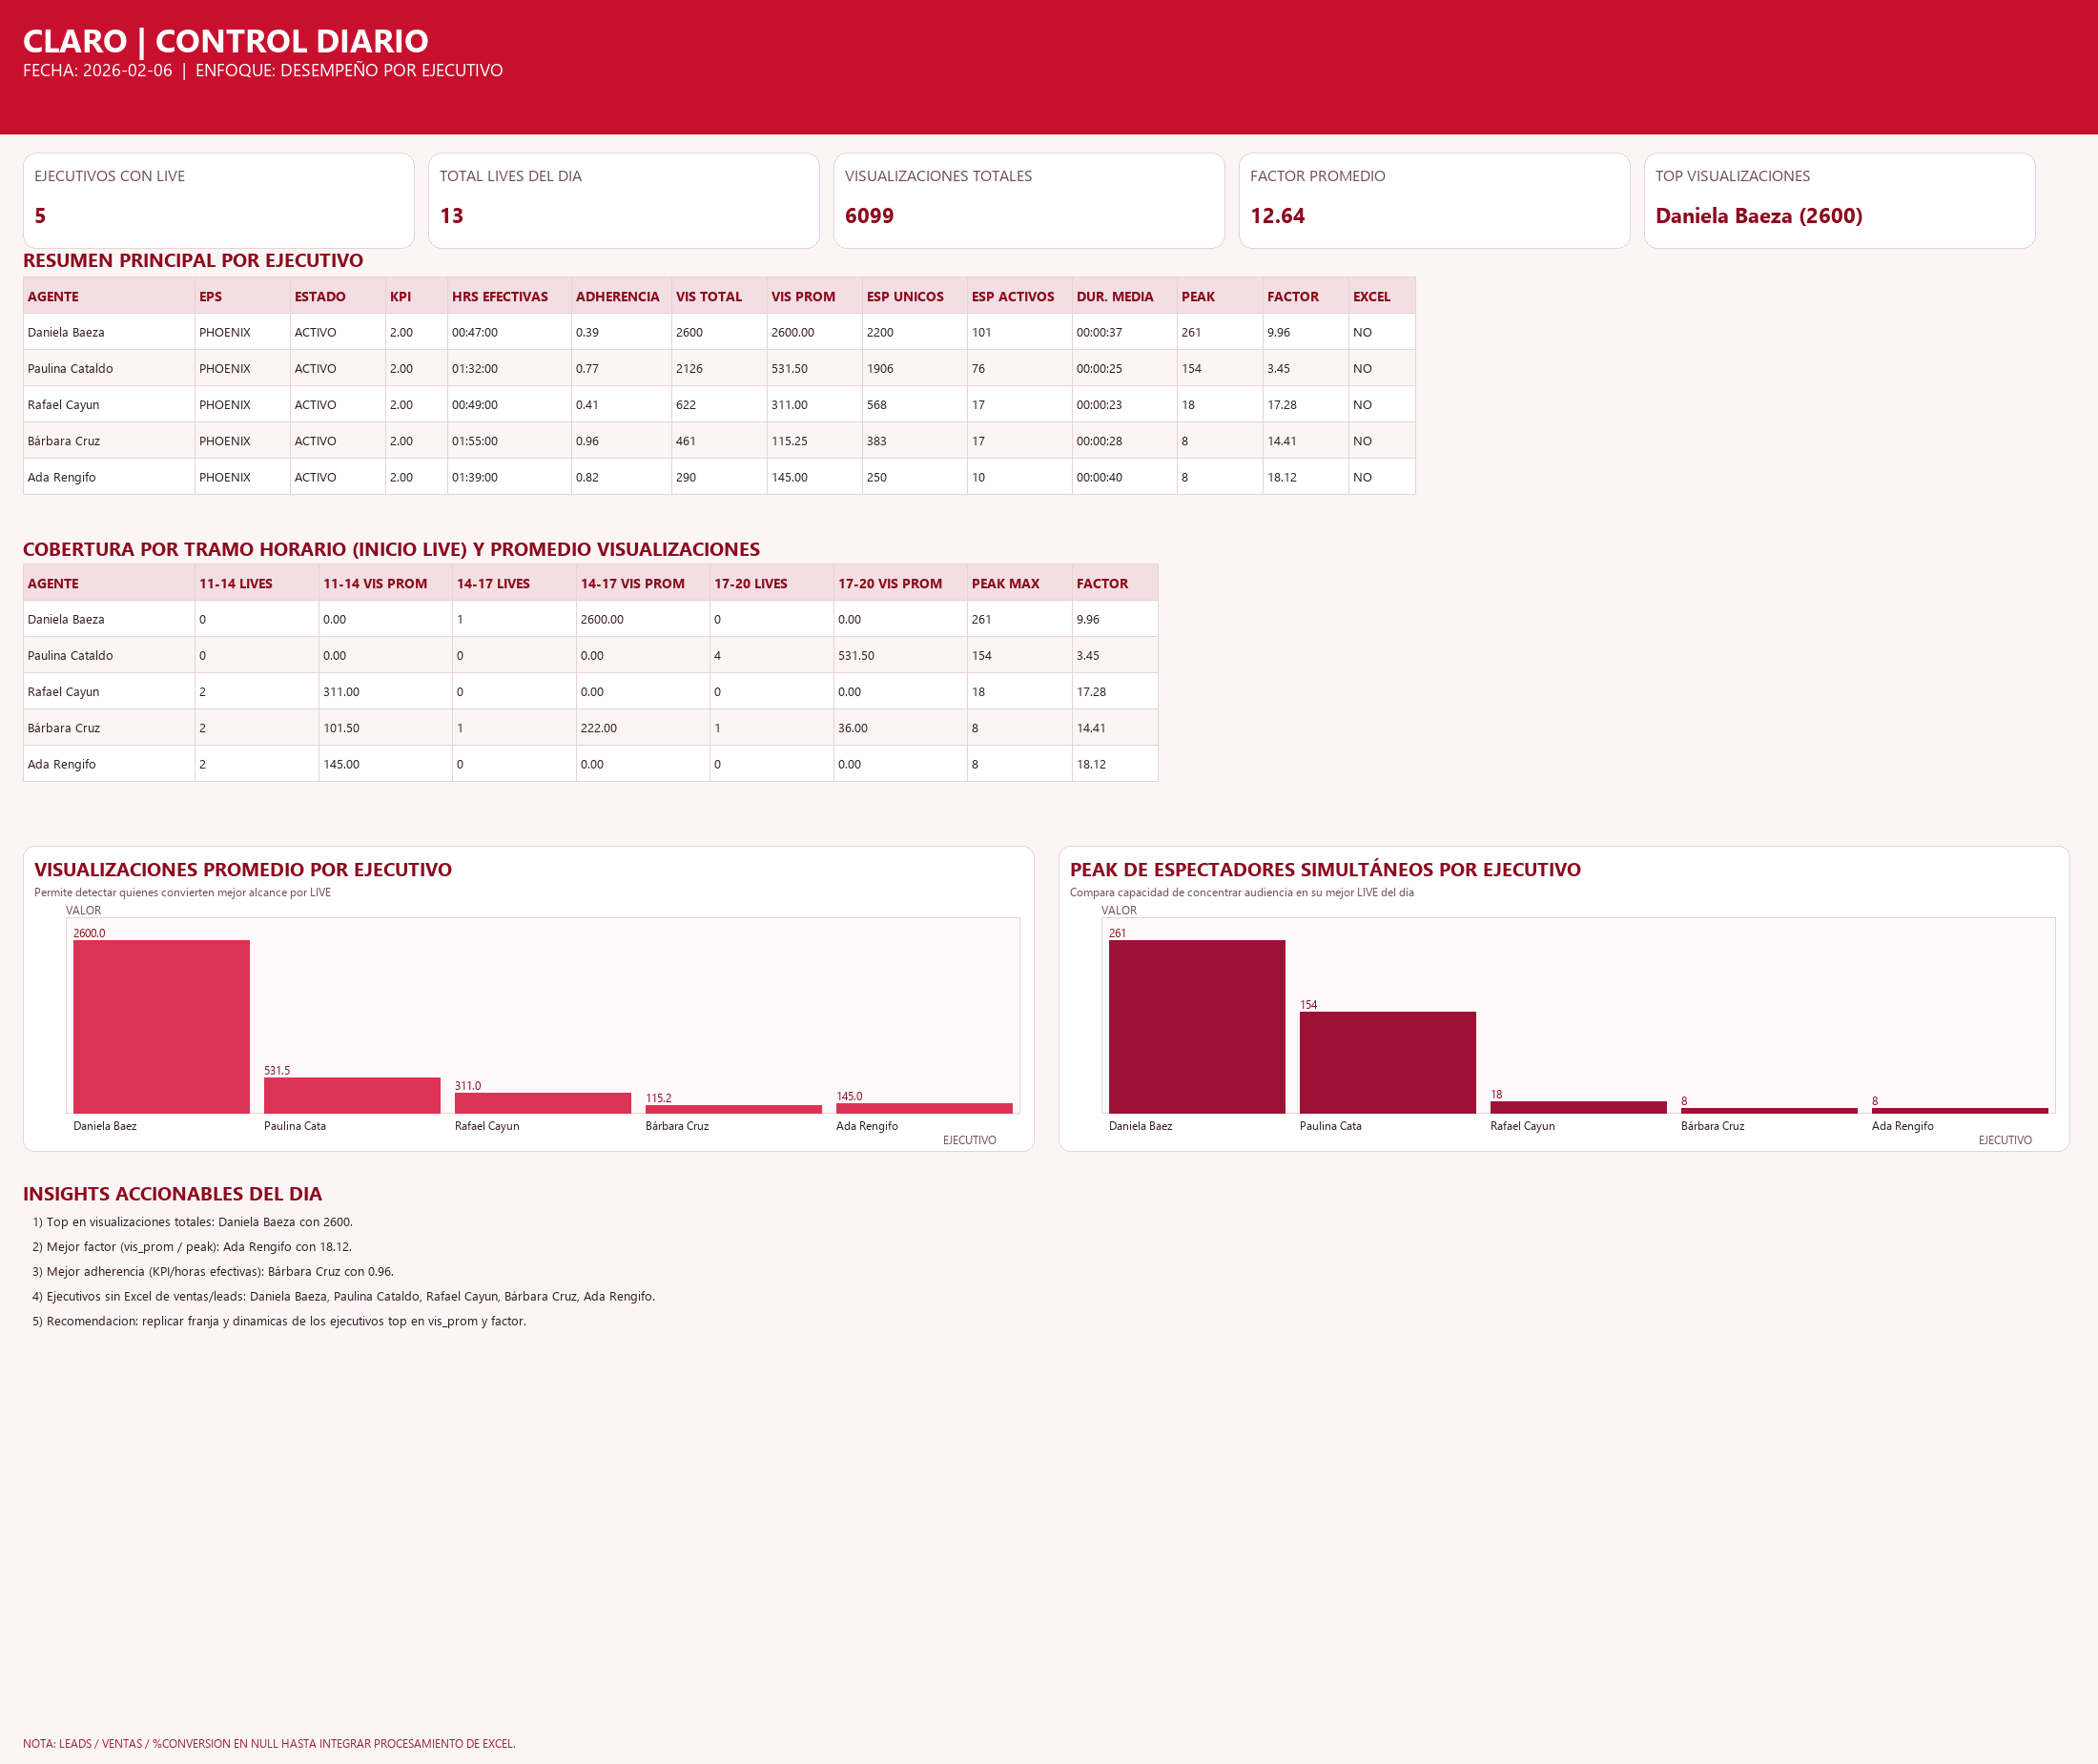 CLARO | CONTROL DIARIO
FECHA: 2026-02-06 | ENFOQUE: DESEMPEÑO POR EJECUTIVO
EJECUTIVOS CON LIVE
5
TOTAL LIVES DEL DIA
13
VISUALIZACIONES TOTALES
6099
FACTOR PROMEDIO
12.64
TOP VISUALIZACIONES
Daniela Baeza (2600)
RESUMEN PRINCIPAL POR EJECUTIVO
AGENTE EPS ESTADO KPI HRS EFECTIVAS ADHERENCIA VIS TOTAL VIS PROM ESP UNICOS ESP ACTIVOS DUR. MEDIA PEAK FACTOR EXCEL
Daniela Baeza PHOENIX ACTIVO 2.00 00:47:00 0.39 2600 2600.00 2200 101 00:00:37 261 9.96 NO
Paulina Cataldo PHOENIX ACTIVO 2.00 01:32:00 0.77 2126 531.50 1906 76 00:00:25 154 3.45 NO
Rafael Cayun PHOENIX ACTIVO 2.00 00:49:00 0.41 622 311.00 568 17 00:00:23 18 17.28 NO
Bárbara Cruz PHOENIX ACTIVO 2.00 01:55:00 0.96 461 115.25 383 17 00:00:28 8 14.41 NO
Ada Rengifo PHOENIX ACTIVO 2.00 01:39:00 0.82 290 145.00 250 10 00:00:40 8 18.12 NO
COBERTURA POR TRAMO HORARIO (INICIO LIVE) Y PROMEDIO VISUALIZACIONES
AGENTE 11-14 LIVES 11-14 VIS PROM 14-17 LIVES 14-17 VIS PROM 17-20 LIVES 17-20 VIS PROM PEAK MAX FACTOR
Daniela Baeza 0 0.00 1 2600.00 0 0.00 261 9.96
Paulina Cataldo 0 0.00 0 0.00 4 531.50 154 3.45
Rafael Cayun 2 311.00 0 0.00 0 0.00 18 17.28
Bárbara Cruz 2 101.50 1 222.00 1 36.00 8 14.41
Ada Rengifo 2 145.00 0 0.00 0 0.00 8 18.12
VISUALIZACIONES PROMEDIO POR EJECUTIVO
Permite detectar quienes convierten mejor alcance por LIVE
VALOR
2600.0
531.5
311.0
115.2
145.0
Daniela Baez Paulina Cata Rafael Cayun Bárbara Cruz Ada Rengifo
EJECUTIVO
PEAK DE ESPECTADORES SIMULTÁNEOS POR EJECUTIVO
Compara capacidad de concentrar audiencia en su mejor LIVE del día
VALOR
261
154
18
8
8
Daniela Baez Paulina Cata Rafael Cayun Bárbara Cruz Ada Rengifo
EJECUTIVO
INSIGHTS ACCIONABLES DEL DIA
1) Top en visualizaciones totales: Daniela Baeza con 2600.
2) Mejor factor (vis_prom / peak): Ada Rengifo con 18.12.
3) Mejor adherencia (KPI/horas efectivas): Bárbara Cruz con 0.96.
4) Ejecutivos sin Excel de ventas/leads: Daniela Baeza, Paulina Cataldo, Rafael Cayun, Bárbara Cruz, Ada Rengifo.
5) Recomendacion: replicar franja y dinamicas de los ejecutivos top en vis_prom y factor.
NOTA: LEADS / VENTAS / %CONVERSION EN NULL HASTA INTEGRAR PROCESAMIENTO DE EXCEL.